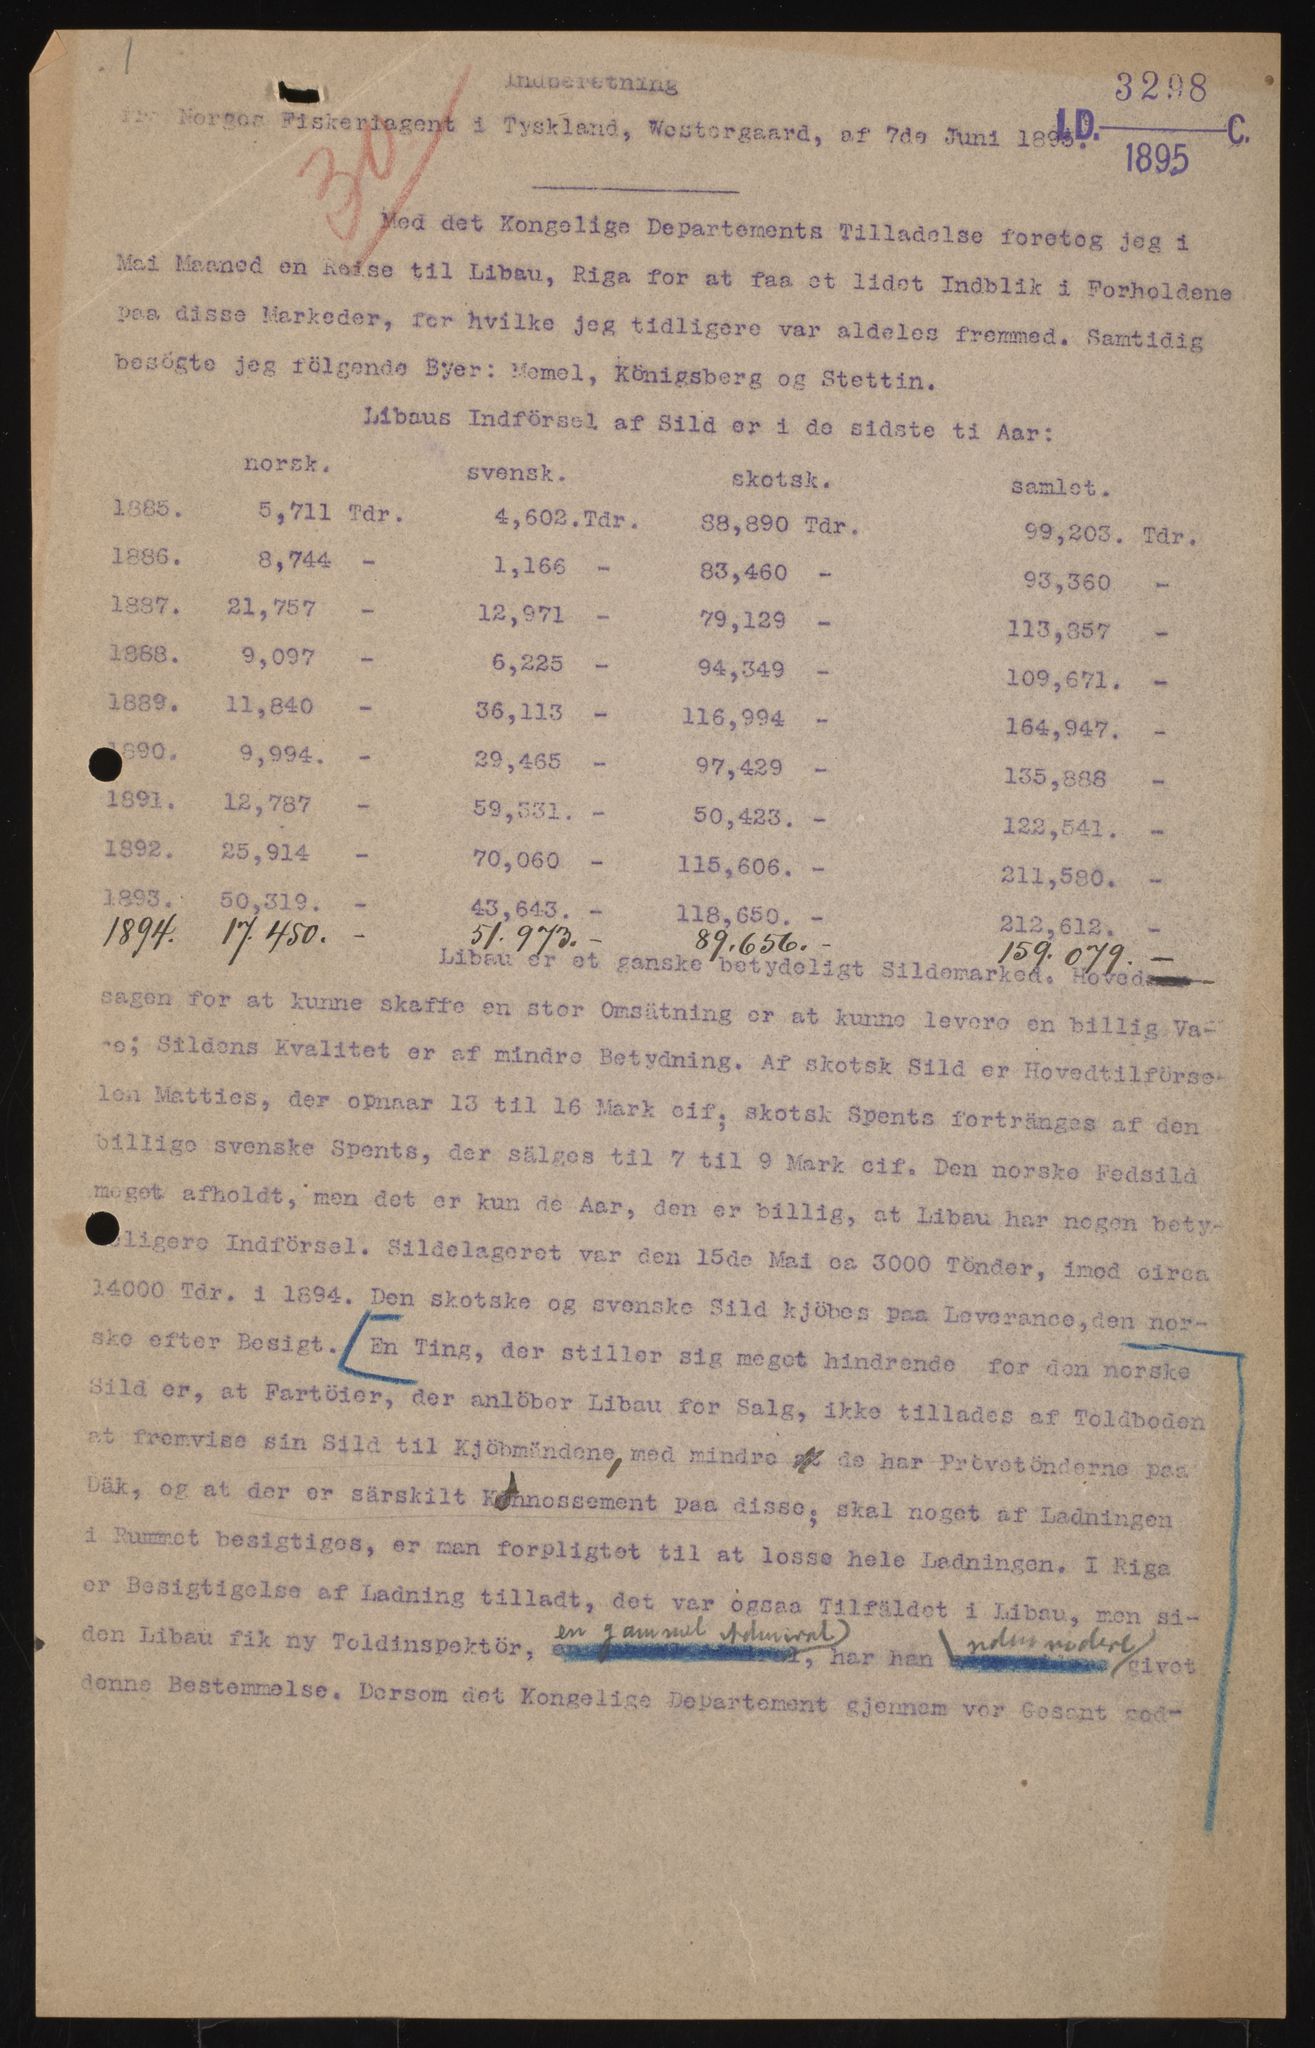 1
Indberetning
3298
fra Norges Fiskeriagent i Tyskland, Westergaard, af 7de Juni 1895.
I.D. C.
1895
30
Med det Kongelige Departements Tilladelse foretog jeg i
Mai Maaned en Reise til Libau, Riga for at faa et lidet Indblik i Forholdene
paa disse Markeder, for hvilke jeg tidligere var aldeles fremmed. Samtidig
besögte jeg fölgende Byer: Memel, Königsberg og Stettin.
Libaus Indförsel af Sild er i de sidste ti Aar:
norsk. svensk. skotsk. samlet.
1885. 5,711 Tdr. 4,602.Tdr. 88,890 Tdr. 99,203. Tdr.
1886. 8,744 - 1,166 - 83,460 - 93,360 -
1887. 21,757 - 12,971 - 79,129 - 113,857 -
1888. 9,097 - 6,225 - 94,349 - 109,671. -
1889. 11,840 - 36,113 - 116,994 - 164,947. -
1890. 9,994. - 29,465 - 97,429 - 135,888 -
1891. 12,787 - 59,331. - 50,423. - 122,541. -
1892. 25,914 - 70,060 - 115,606. - 211,580. -
1893. 50,319. - 43,643. - 118,650. - 212,612. -
1894. 17.450. - 51.973. - 89.656. - 159.079. -
Libau er et ganske betydeligt Sildemarked. Hoved-
sagen for at kunne skaffe en stor Omsätning er at kunne levere en billig Va-
re; Sildens Kvalitet er af mindre Betydning. Af skotsk Sild er Hovedtilförse-
len Matties, der opnaar 13 til 16 Mark cif; skotsk Spents fortränges af den
billige svenske Spents, der sälges til 7 til 9 Mark cif. Den norske Fedsild
meget afholdt, men det er kun de Aar, den er billig, at Libau har nogen bety-
deligere Indförsel. Sildelageret var den 15de Mai ca 3000 Tönder, imod circa
14000 Tdr. i 1894. Den skotske og svenske Sild kjöbes paa Leverance, den nor-
ske efter Besigt. En Ting, der stiller sig meget hindrende for den norske
Sild er, at Fartöier, der anlöber Libau for Salg, ikke tillades af Toldboden
at fremvise sin Sild til Kjöbmändene, med mindre de har Prövetönderne paa
Däk, og at der er särskilt Konnossement paa disse; skal noget af Ladningen
i Rummet besigtiges, er man forpligtet til at losse hele Ladningen. I Riga
er Besigtigelse af Ladning tilladt, det var ogsaa Tilfäldet i Libau, men si-
den Libau fik ny Toldinspektör, en gammel Admiral, har han givet
denne Bestemmelse. Dersom det Kongelige Departement gjennem vor Gesant god-